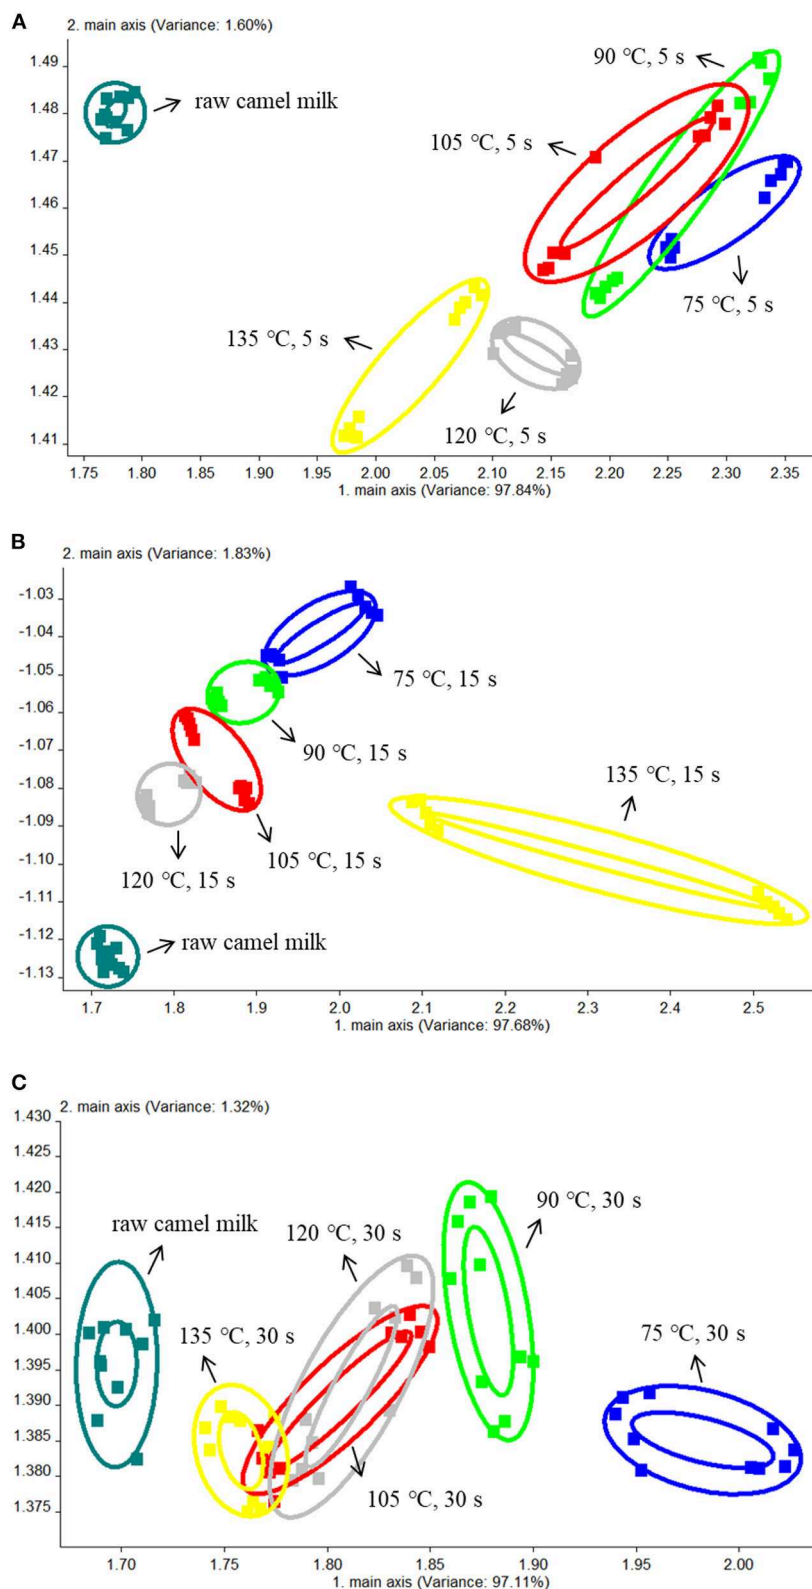 A
2. main axis (Variance: 1.60%)
1.49
1.48
1.47
1.46
1.45
1.44
1.43
1.42
1.41
90 °C, 5 s
raw camel milk
105 °C, 5 s
75 °C, 5 s
135 °C, 5 s
120 °C, 5 s
1.75 1.80 1.85 1.90 1.95 2.00 2.05 2.10 2.15 2.20 2.25 2.30 2.35
1. main axis (Variance: 97.84%)
B
2. main axis (Variance: 1.83%)
-1.03
-1.04
-1.05
-1.06
-1.07
-1.08
-1.09
-1.10
-1.11
-1.12
-1.13
75 °C, 15 s
90 °C, 15 s
135 °C, 15 s
105 °C, 15 s
120 °C, 15 s
raw camel milk
1.7 1.8 1.9 2.0 2.1 2.2 2.3 2.4 2.5
1. main axis (Variance: 97.68%)
C
2. main axis (Variance: 1.32%)
1.430
1.425
1.420
1.415
1.410
1.405
1.400
1.395
1.390
1.385
1.380
1.375
90 °C, 30 s
raw camel milk
120 °C, 30 s
135 °C, 30 s
75 °C, 30 s
105 °C, 30 s
1.70 1.75 1.80 1.85 1.90 1.95 2.00
1. main axis (Variance: 97.11%)